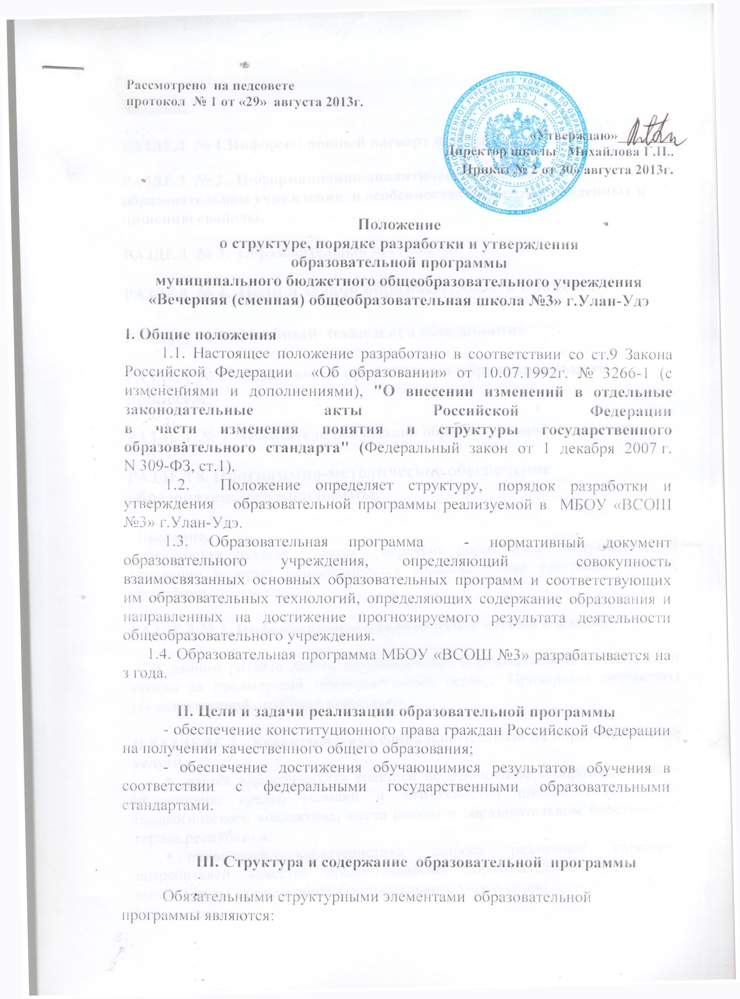 Рассмотрено на педсовете
протокол № 1 от «29» августа 2013г.
«Утверждаю»
Директор школы Михайлова Г.П..
Приказ № 2 от 30» августа 2013г.
Положение
о структуре, порядке разработки и утверждения
образовательной программы
муниципального бюджетного общеобразовательного учреждения
«Вечерняя (сменная) общеобразовательная школа №3» г.Улан-Удэ
I. Общие положения
1.1. Настоящее положение разработано в соответствии со ст.9 Закона
Российской Федерации «Об образовании» от 10.07.1992г. № 3266-1 (с
изменениями и дополнениями), "О внесении изменений в отдельные
законодательные акты Российской Федерации
в части изменения понятия и структуры государственного
образовательного стандарта" (Федеральный закон от 1 декабря 2007 г.
N 309-ФЗ, ст.1).
1.2. Положение определяет структуру, порядок разработки и
утверждения образовательной программы реализуемой в МБОУ «ВСОШ
№3» г.Улан-Удэ.
1.3. Образовательная программа - нормативный документ
образовательного учреждения, определяющий совокупность
взаимосвязанных основных образовательных программ и соответствующих
им образовательных технологий, определяющих содержание образования и
направленных на достижение прогнозируемого результата деятельности
общеобразовательного учреждения.
1.4. Образовательная программа МБОУ «ВСОШ №3» разрабатывается на
3 года.
II. Цели и задачи реализации образовательной программы
- обеспечение конституционного права граждан Российской Федерации
на получении качественного общего образования;
- обеспечение достижения обучающимися результатов обучения в
соответствии с федеральными государственными образовательными
стандартами.
III. Структура и содержание образовательной программы
Обязательными структурными элементами образовательной
программы являются: